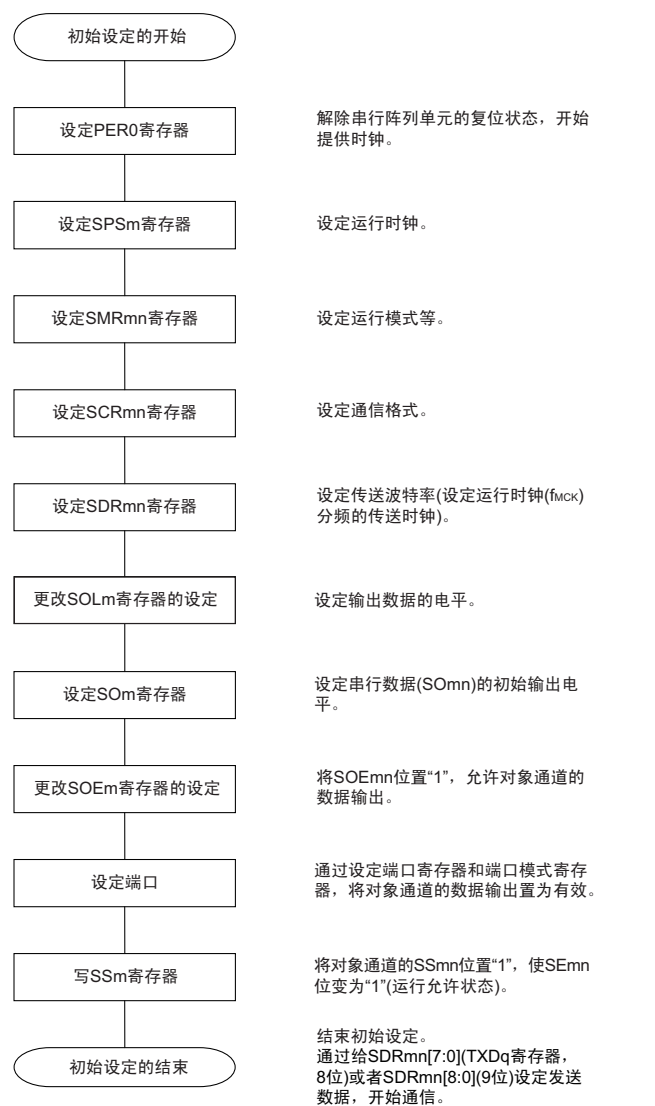 初始设定的开始
设定PER0寄存器
解除串行阵列单元的复位状态，开始
提供时钟。
设定SPSm寄存器
设定运行时钟。
设定SMRmn寄存器
设定运行模式等。
设定SCRmn寄存器
设定通信格式。
设定SDRmn寄存器
设定传送波特率(设定运行时钟(fMCK)
分频的传送时钟)。
更改SOLm寄存器的设定
设定输出数据的电平。
设定SOm寄存器
设定串行数据(SOmn)的初始输出电
平。
更改SOEm寄存器的设定
将SOEmn位置“1”，允许对象通道的
数据输出。
设定端口
通过设定端口寄存器和端口模式寄存
器，将对象通道的数据输出置为有效。
写SSm寄存器
将对象通道的SSmn位置“1”，使SEmn
位变为“1”(运行允许状态)。
初始设定的结束
结束初始设定。
通过给SDRmn[7:0](TXDq寄存器，
8位)或者SDRmn[8:0](9位)设定发送
数据，开始通信。